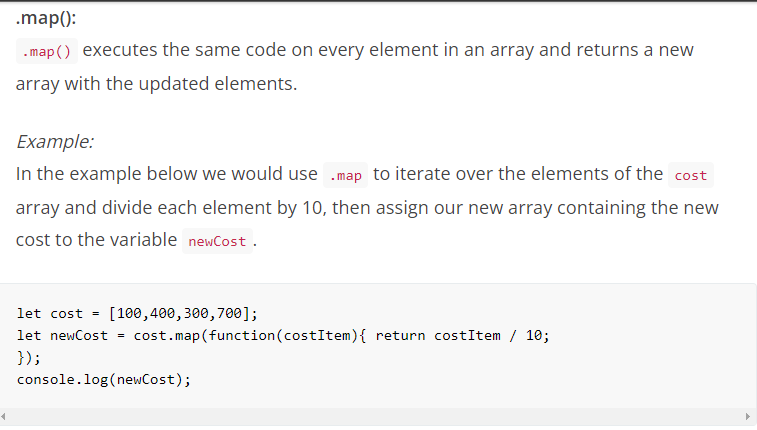 .map():
.map() executes the same code on every element in an array and returns a new
array with the updated elements.
Example:
In the example below we would use .map to iterate over the elements of the cost
array and divide each element by 10, then assign our new array containing the new
cost to the variable newCost .
let cost = [100,400,300,700];
let newCost = cost.map(function(costItem){ return costItem / 10;
});
console.log(newCost);